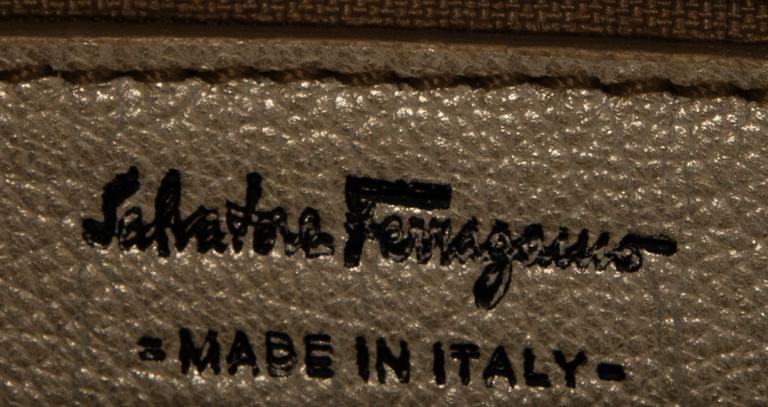 Salvatore Ferragamo
-MADE IN ITALY-